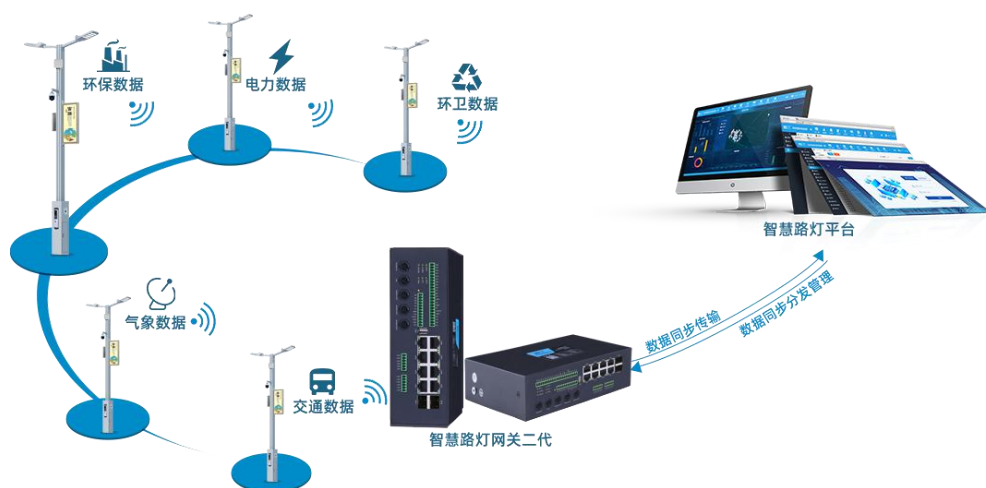 环保数据
电力数据
环卫数据
智慧路灯平台
气象数据
交通数据
数据同步传输
数据同步分发管理
智慧路灯网关二代